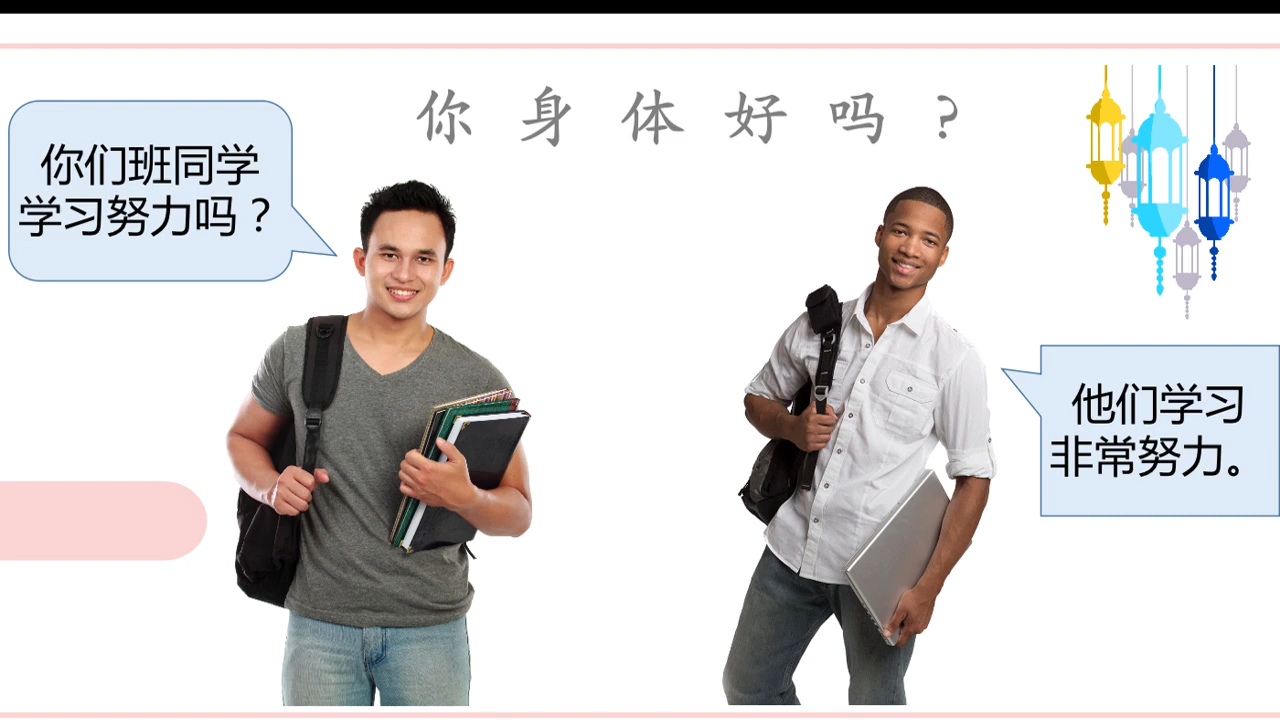 你身体好吗？
你们班同学
学习努力吗？
他们学习
非常努力。